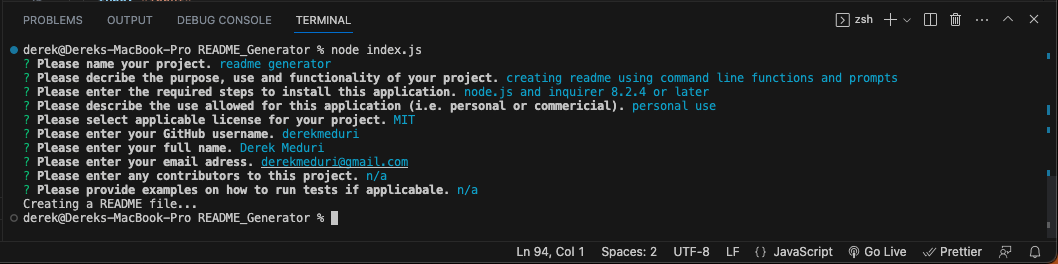 PROBLEMS OUTPUT DEBUG CONSOLE TERMINAL zsh
derek@Dereks-MacBook-Pro README_Generator % node index.js
? Please name your project. readme generator
? Please decribe the purpose, use and functionality of your project. creating readme using command line functions and prompts
? Please enter the required steps to install this application. node.js and inquirer 8.2.4 or later
? Please describe the use allowed for this application (i.e. personal or commericial). personal use
? Please select applicable license for your project. MIT
? Please enter your GitHub username. derekmeduri
? Please enter your full name. Derek Meduri
? Please enter your email adress. derekmeduri@gmail.com
? Please enter any contributors to this project. n/a
? Please provide examples on how to run tests if applicabale. n/a
Creating a README file...
derek@Dereks-MacBook-Pro README_Generator %
Ln 94, Col 1 Spaces: 2 UTF-8 LF {} JavaScript Go Live Prettier